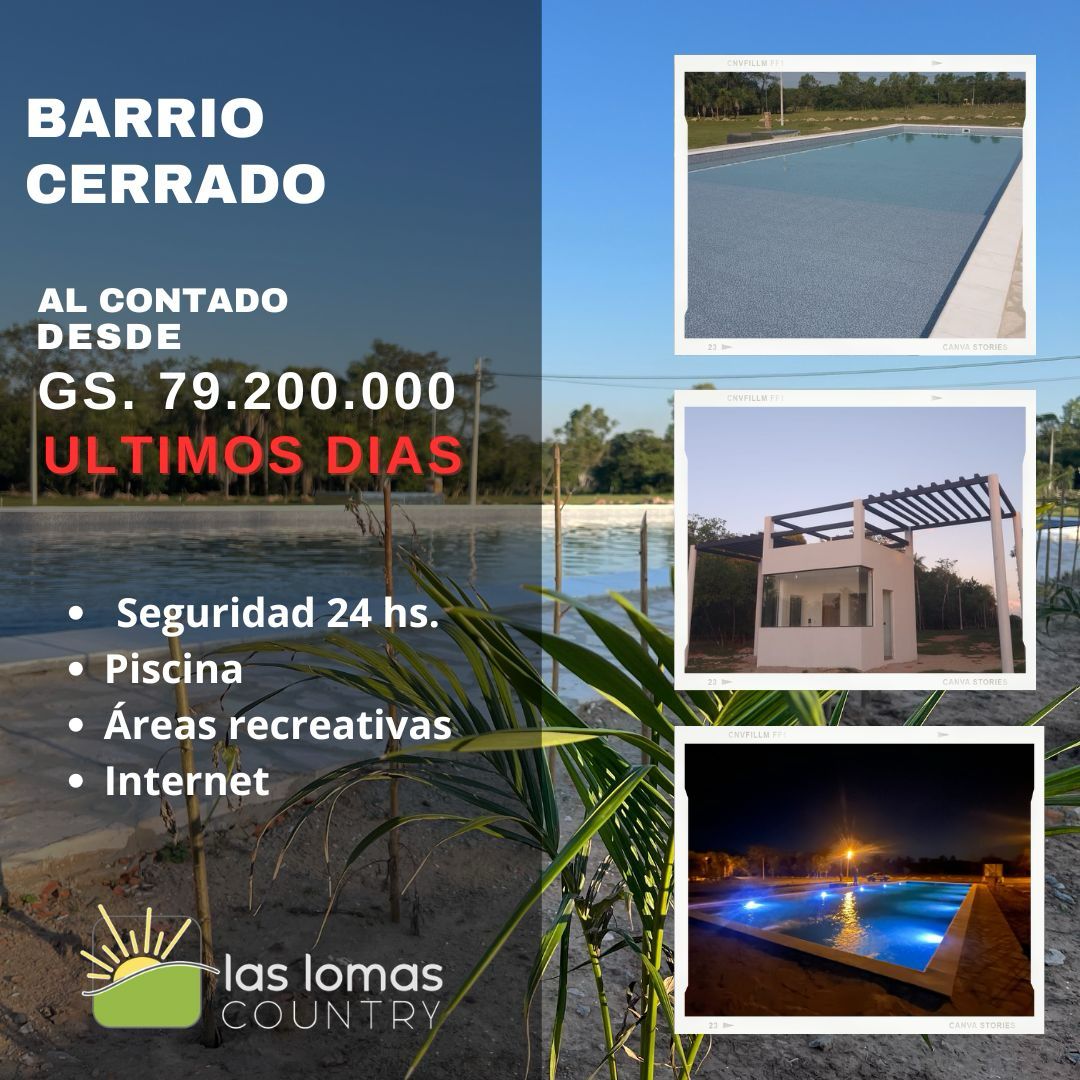 BARRIO
CERRADO
AL CONTADO
DESDE
GS. 79.200.000
ULTIMOS DIAS
• Seguridad 24 hs.
• Piscina
• Áreas recreativas
• Internet
las lomas
COUNTRY
CNVFILLM FF1
23
CANVA STORIES
CNVFILLM FF1
23
CANVA STORIES
CNVFILLM FF1
23
CANVA STORIES